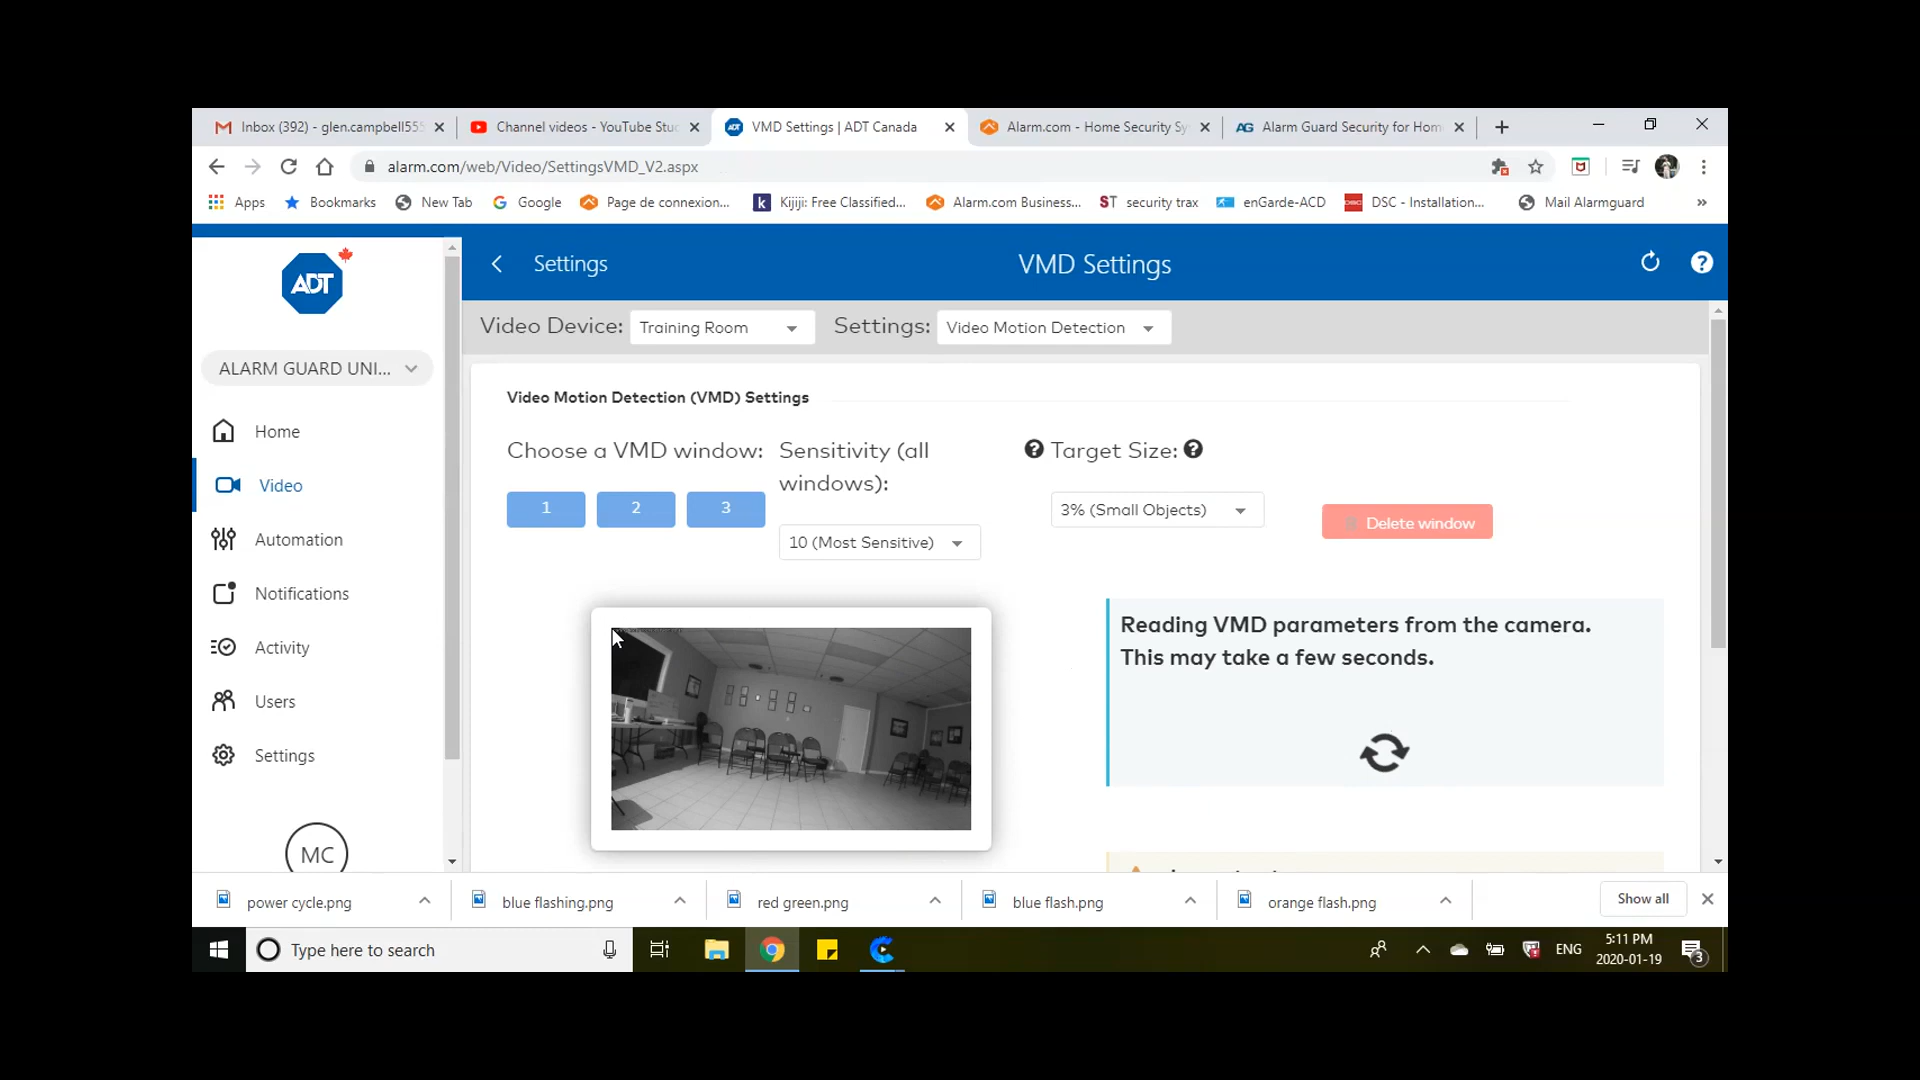 Inbox (392) - glen.campbell555
Channel videos - YouTube Stu
VMD Settings | ADT Canada
Alarm.com - Home Security Sy
Alarm Guard Security for Hom
alarm.com/web/Video/SettingsVMD_V2.aspx
Apps
Bookmarks
New Tab
Google
Page de connexion...
Kijiji: Free Classified...
Alarm.com Business...
ST security trax
enGarde-ACD
DSC - Installation...
Mail Alarmguard
»
ADT
ALARM GUARD UNI...
Home
Video
Automation
Notifications
Activity
Users
Settings
MC
Settings
VMD Settings
Video Device: Training Room
Settings: Video Motion Detection
Video Motion Detection (VMD) Settings
Choose a VMD window:
1 2 3
Sensitivity (all
windows):
10 (Most Sensitive)
Target Size:
3% (Small Objects)
Delete window
Reading VMD parameters from the camera.
This may take a few seconds.
power cycle.png
blue flashing.png
red green.png
blue flash.png
orange flash.png
Show all
Type here to search
ENG
5:11 PM
2020-01-19
3